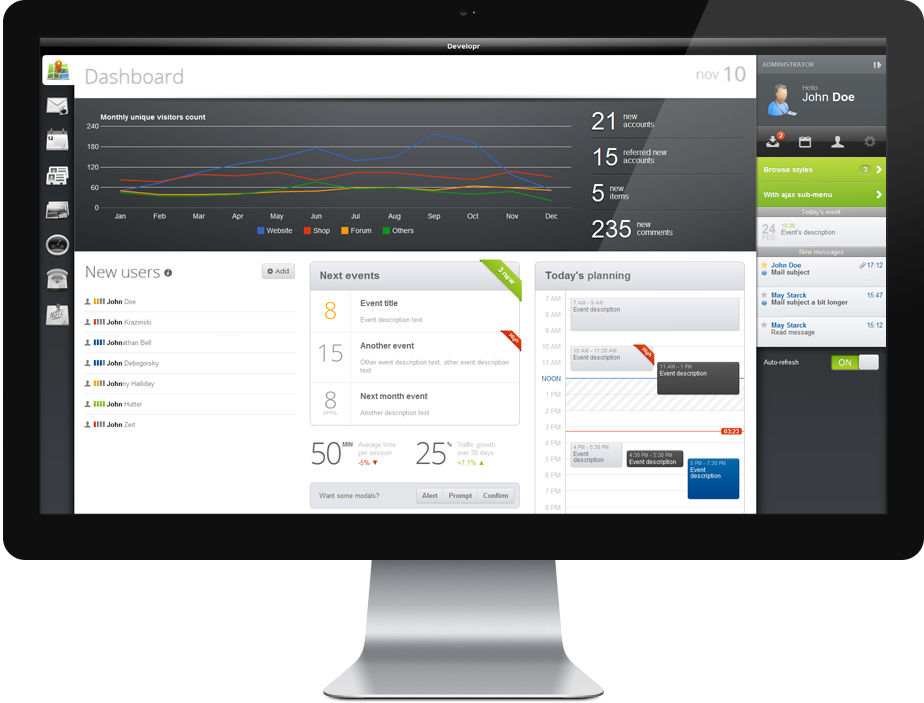 Developr
Dashboard
nov 10
Monthly unique visitors count
240
180
120
60
0
Jan Feb Mar Apr May Jun Jul Aug Sep Oct Nov Dec
Website Shop Forum Others
21 new accounts
15 referred new accounts
5 new items
235 new comments
New users
Add
John Doe
John Krazinski
Johnathan Bell
John Debogorsky
Johnny Halliday
John Hutter
John Zert
Next events
3 new
8
Event title
Event description text
15
Another event
High
Other event description text, other event description
text
8
APRIL
Next month event
Another description text
50 MIN
Average time
per session
-5%
25 %
Traffic growth
over 30 days
+7.1%
Want some modals?
Alert Prompt Confirm
Today's planning
7 AM
8 AM
9 AM
10 AM
11 AM
NOON
1 PM
2 PM
3 PM
4 PM
5 PM
6 PM
7 PM
8 PM
7 AM - 9 AM
Event description
10 AM - 11:30 AM
Event description
High
11 AM - 1 PM
Event description
03:23
4 PM - 5:30 PM
Event
description
4:30 PM - 5:30 PM
Event description
5 PM - 7:30 PM
Event
description
ADMINISTRATOR
Hello
John Doe
2
Browse styles 3
With ajax sub-menu
Today's event
24
FEB
10:30
Event's description
New messages
John Doe 17:12
Mail subject
May Starck 15:47
Mail subject a bit longer
May Starck 15:12
Read message
Auto-refresh ON
12